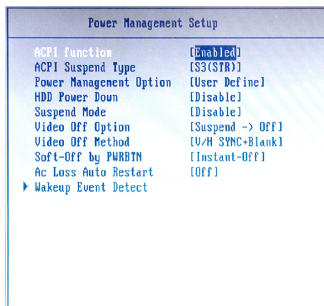 Power Management Setup
ACPI function [Enabled]
ACPI Suspend Type [S3(STR)]
Power Management Option [User Define]
HDD Power Down [Disable]
Suspend Mode [Disable]
Video Off Option [Suspend -> Off]
Video Off Method [V/H SYNC+Blank]
Soft-Off by PWRBTN [Instant-Off]
Ac Loss Auto Restart [Off]
Wakeup Event Detect